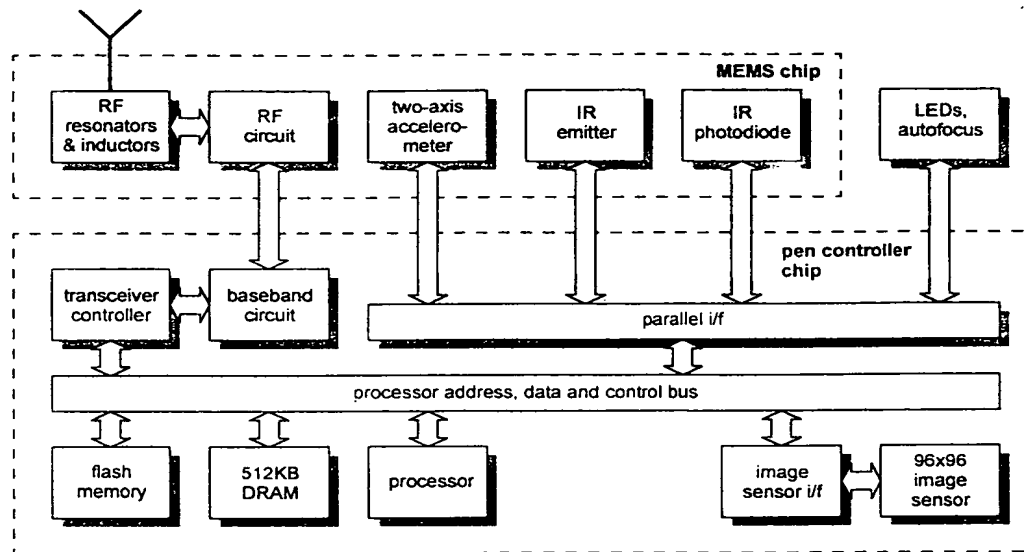 MEMS chip
RF
resonators
& inductors
RF
circuit
two-axis
accelero-
meter
IR
emitter
IR
photodiode
LEDs,
autofocus
pen controller
chip
transceiver
controller
baseband
circuit
parallel i/f
processor address, data and control bus
flash
memory
512KB
DRAM
processor
image
sensor i/f
96x96
image
sensor